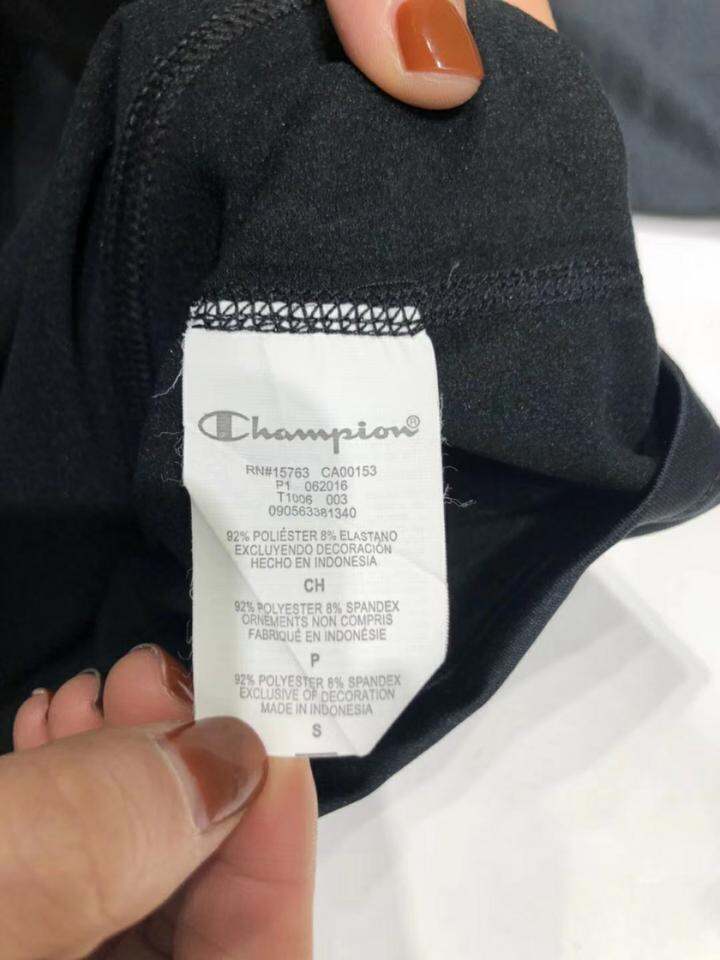 Champion®
RN#15763 CA00153
P1 062016
T1006 003
090563381340
92% POLIÉSTER 8% ELASTANO
EXCLUYENDO DECORACIÓN
HECHO EN INDONESIA
CH
92% POLYESTER 8% SPANDEX
ORNEMENTS NON COMPRIS
FABRIQUÉ EN INDONÉSIE
P
92% POLYESTER 8% SPANDEX
EXCLUSIVE OF DECORATION
MADE IN INDONESIA
S